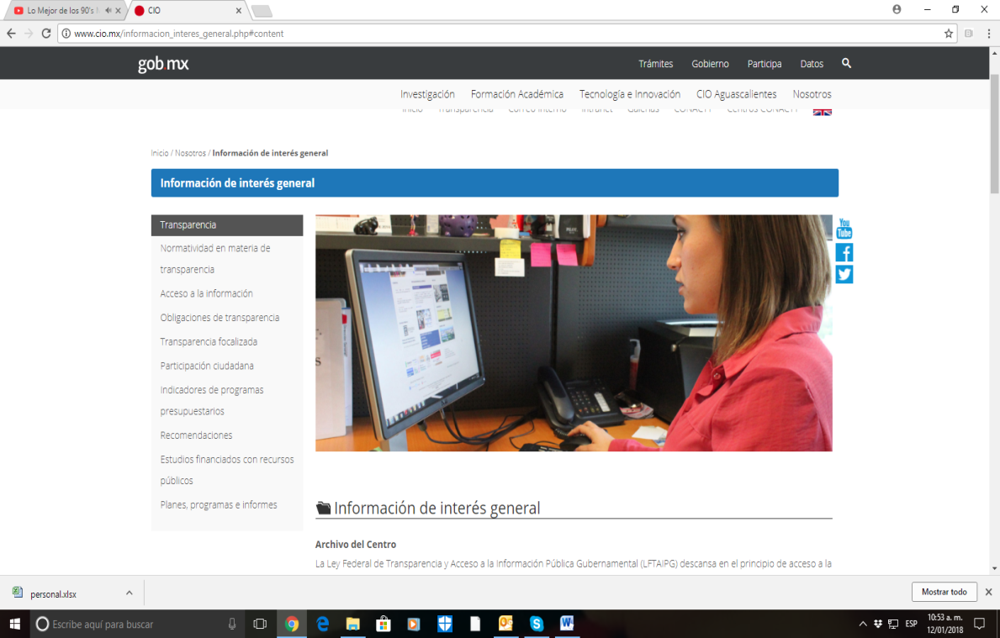 Lo Mejor de los 90's
CIO
www.cio.mx/informacion_interes_general.php#content
gob.mx
Trámites Gobierno Participa Datos
Investigación Formación Académica Tecnología e Innovación CIO Aguascalientes Nosotros
Inicio Transparencia Correo Interno Intranet Galerías CONACYT Centros CONACYT
Inicio / Nosotros / Información de interés general
Información de interés general
Transparencia
Normatividad en materia de
transparencia
Acceso a la información
Obligaciones de transparencia
Transparencia focalizada
Participación ciudadana
Indicadores de programas
presupuestarios
Recomendaciones
Estudios financiados con recursos
públicos
Planes, programas e informes
You
Tube
Información de interés general
Archivo del Centro
La Ley Federal de Transparencia y Acceso a la Información Pública Gubernamental (LFTAIPG) descansa en el principio de acceso a la
personal.xlsx
Mostrar todo
Escribe aquí para buscar
ESP
10:53 a. m.
12/01/2018